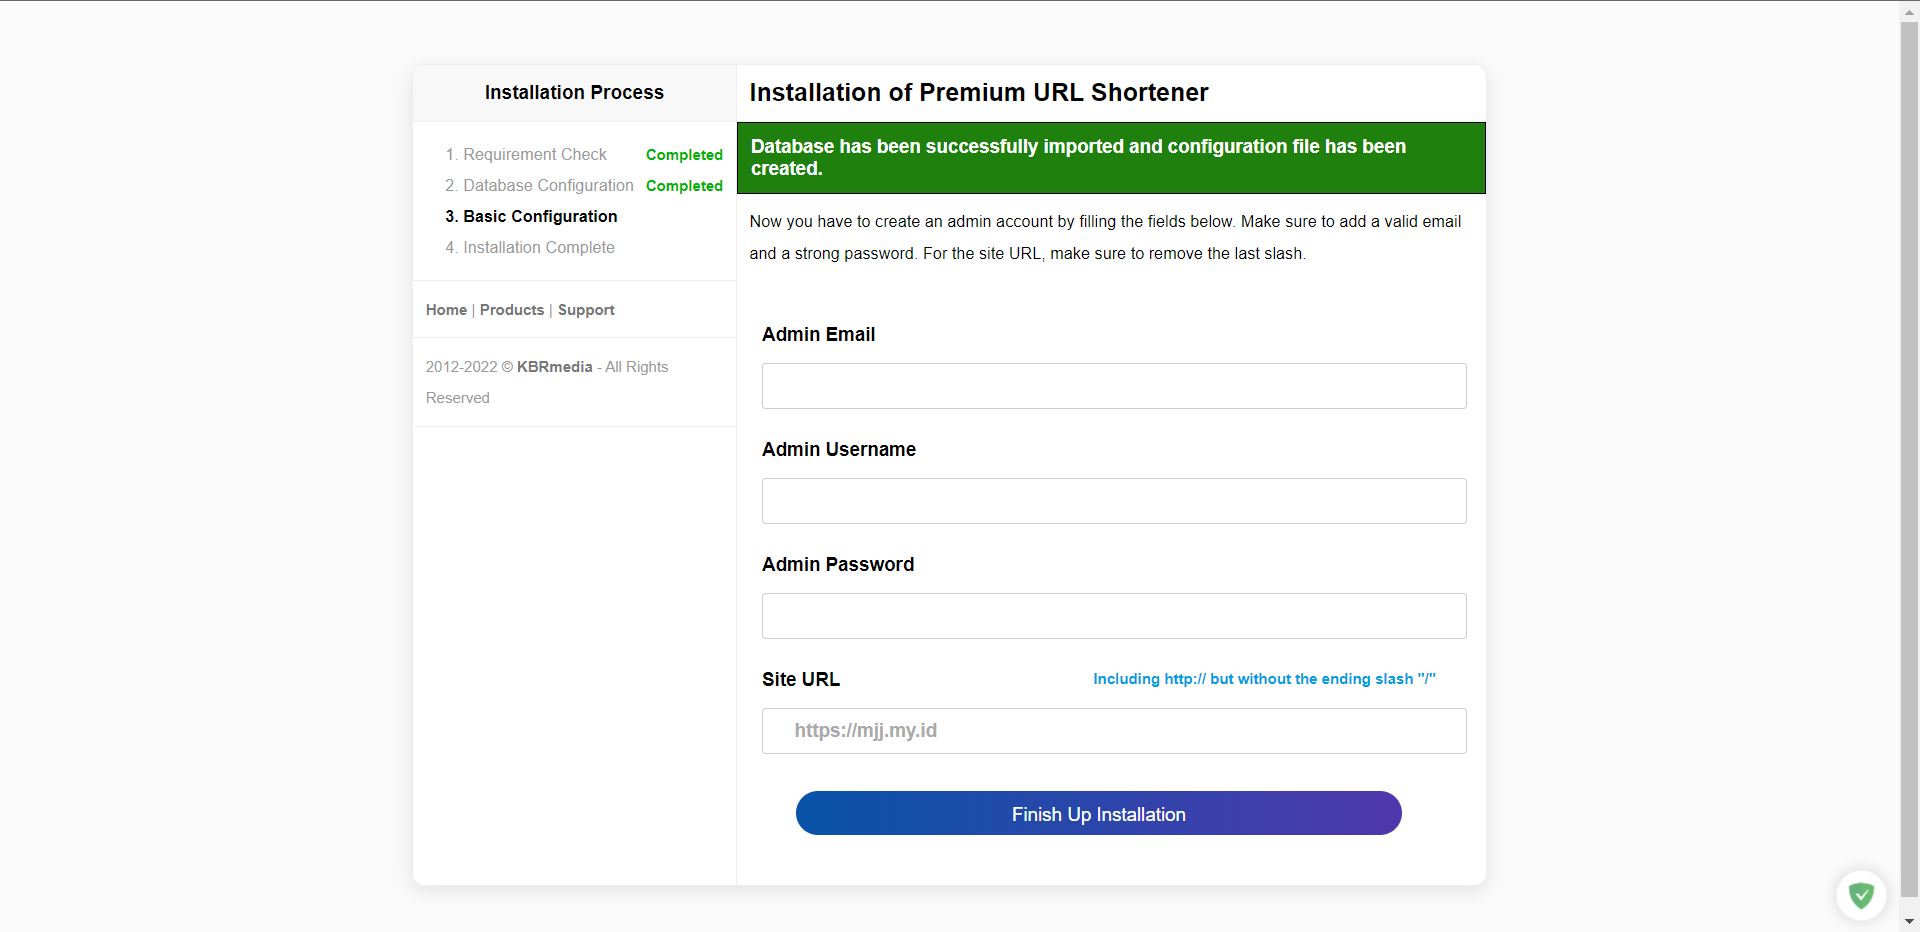 Installation Process
1. Requirement Check Completed
2. Database Configuration Completed
3. Basic Configuration
4. Installation Complete
Home | Products | Support
2012-2022 © KBRmedia - All Rights
Reserved
Installation of Premium URL Shortener
Database has been successfully imported and configuration file has been
created.
Now you have to create an admin account by filling the fields below. Make sure to add a valid email
and a strong password. For the site URL, make sure to remove the last slash.
Admin Email
Admin Username
Admin Password
Site URL Including http:// but without the ending slash "/"
https://mjj.my.id
Finish Up Installation